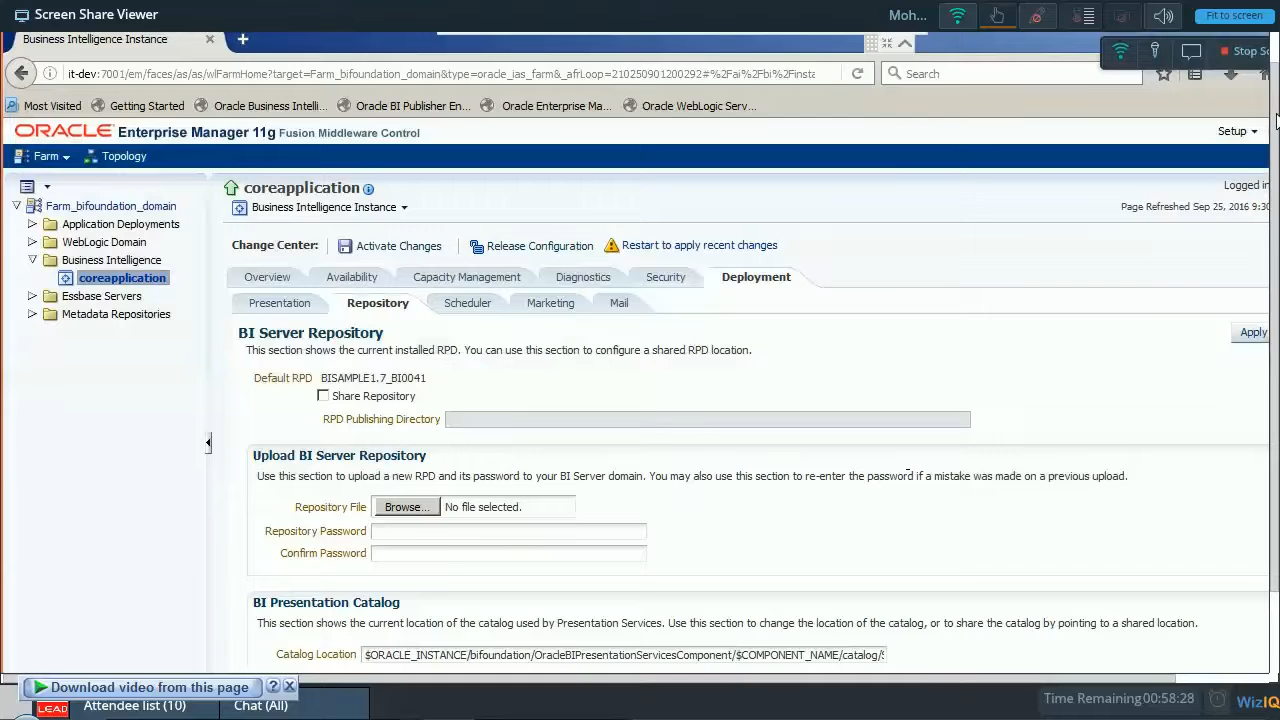 Screen Share Viewer
Moh...
Fit to screen
Business Intelligence Instance
Stop Sc
it-dev:7001/em/faces/as/as/wlFarmHome?target=Farm_bifoundation_domain&type=oracle_ias_farm&_afrLoop=210250901200292#%2Fai%2Fbi%2Finsta
Search
Most Visited
Getting Started
Oracle Business Intelli...
Oracle BI Publisher En...
Oracle Enterprise Ma...
Oracle WebLogic Serv...
ORACLE Enterprise Manager 11g Fusion Middleware Control
Setup
Farm
Topology
coreapplication
Logged in
Business Intelligence Instance
Page Refreshed Sep 25, 2016 9:30
Farm_bifoundation_domain
Application Deployments
WebLogic Domain
Business Intelligence
coreapplication
Essbase Servers
Metadata Repositories
Change Center:
Activate Changes
Release Configuration
Restart to apply recent changes
Overview
Availability
Capacity Management
Diagnostics
Security
Deployment
Presentation
Repository
Scheduler
Marketing
Mail
BI Server Repository
Apply
This section shows the current installed RPD. You can use this section to configure a shared RPD location.
Default RPD BISAMPLE1.7_BI0041
Share Repository
RPD Publishing Directory
Upload BI Server Repository
Use this section to upload a new RPD and its password to your BI Server domain. You may also use this section to re-enter the password if a mistake was made on a previous upload.
Repository File Browse... No file selected.
Repository Password
Confirm Password
BI Presentation Catalog
This section shows the current location of the catalog used by Presentation Services. Use this section to change the location of the catalog, or to share the catalog by pointing to a shared location.
Catalog Location $ORACLE_INSTANCE/bifoundation/OracleBIPresentationServicesComponent/$COMPONENT_NAME/catalog/
Download video from this page
?
LEAD
Attendee list (10)
Chat (All)
Time Remaining 00:58:28
WizIQ